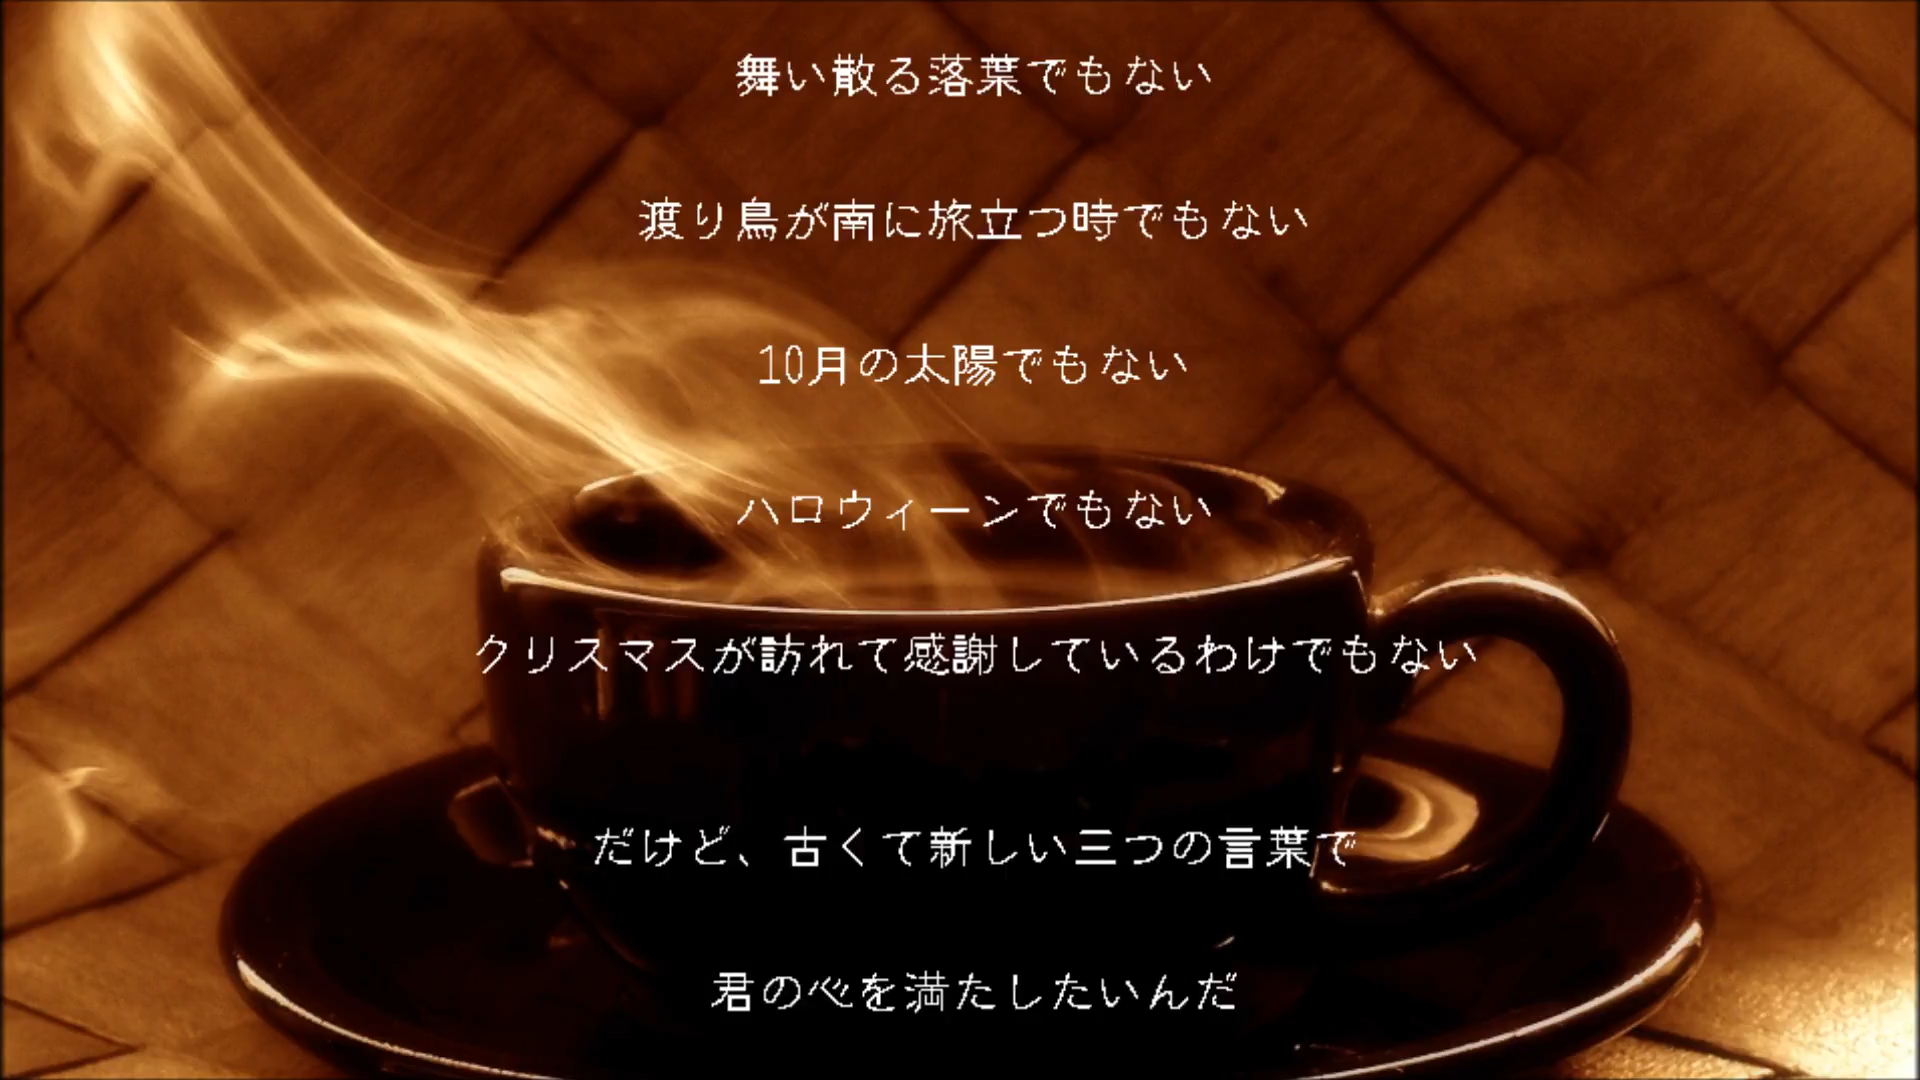 舞い散る落葉でもない
渡り鳥が南に旅立つ時でもない
10月の太陽でもない
ハロウィーンでもない
クリスマスが訪れて感謝しているわけでもない
だけど、古くて新しい三つの言葉で
君の心を満たしたいんだ